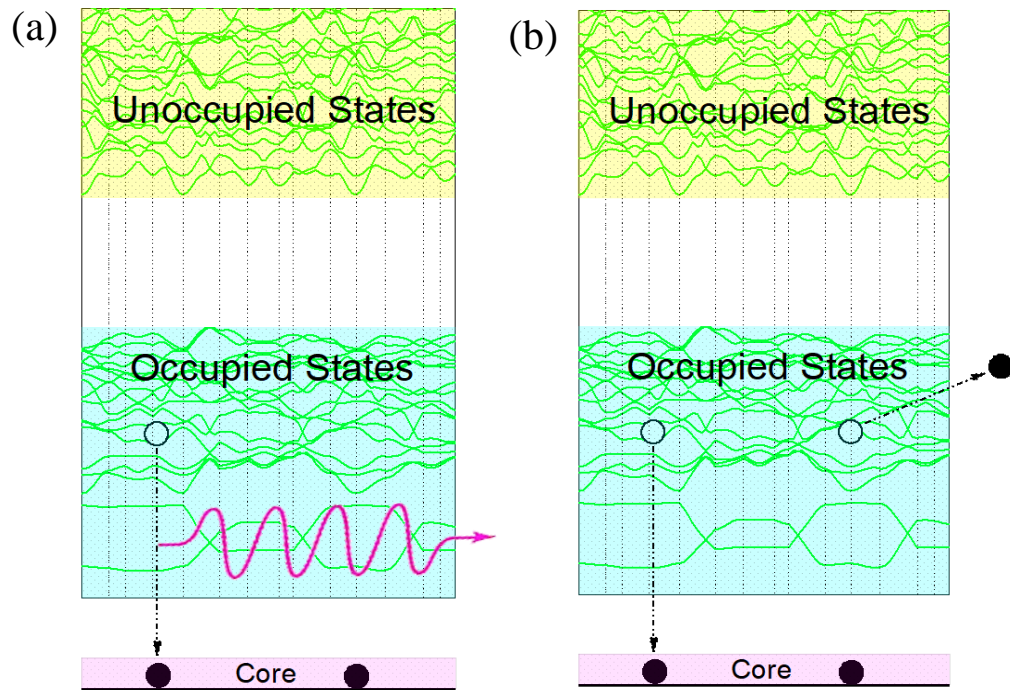 (a)
Unoccupied States
Occupied States
Core
(b)
Unoccupied States
Occupied States
Core